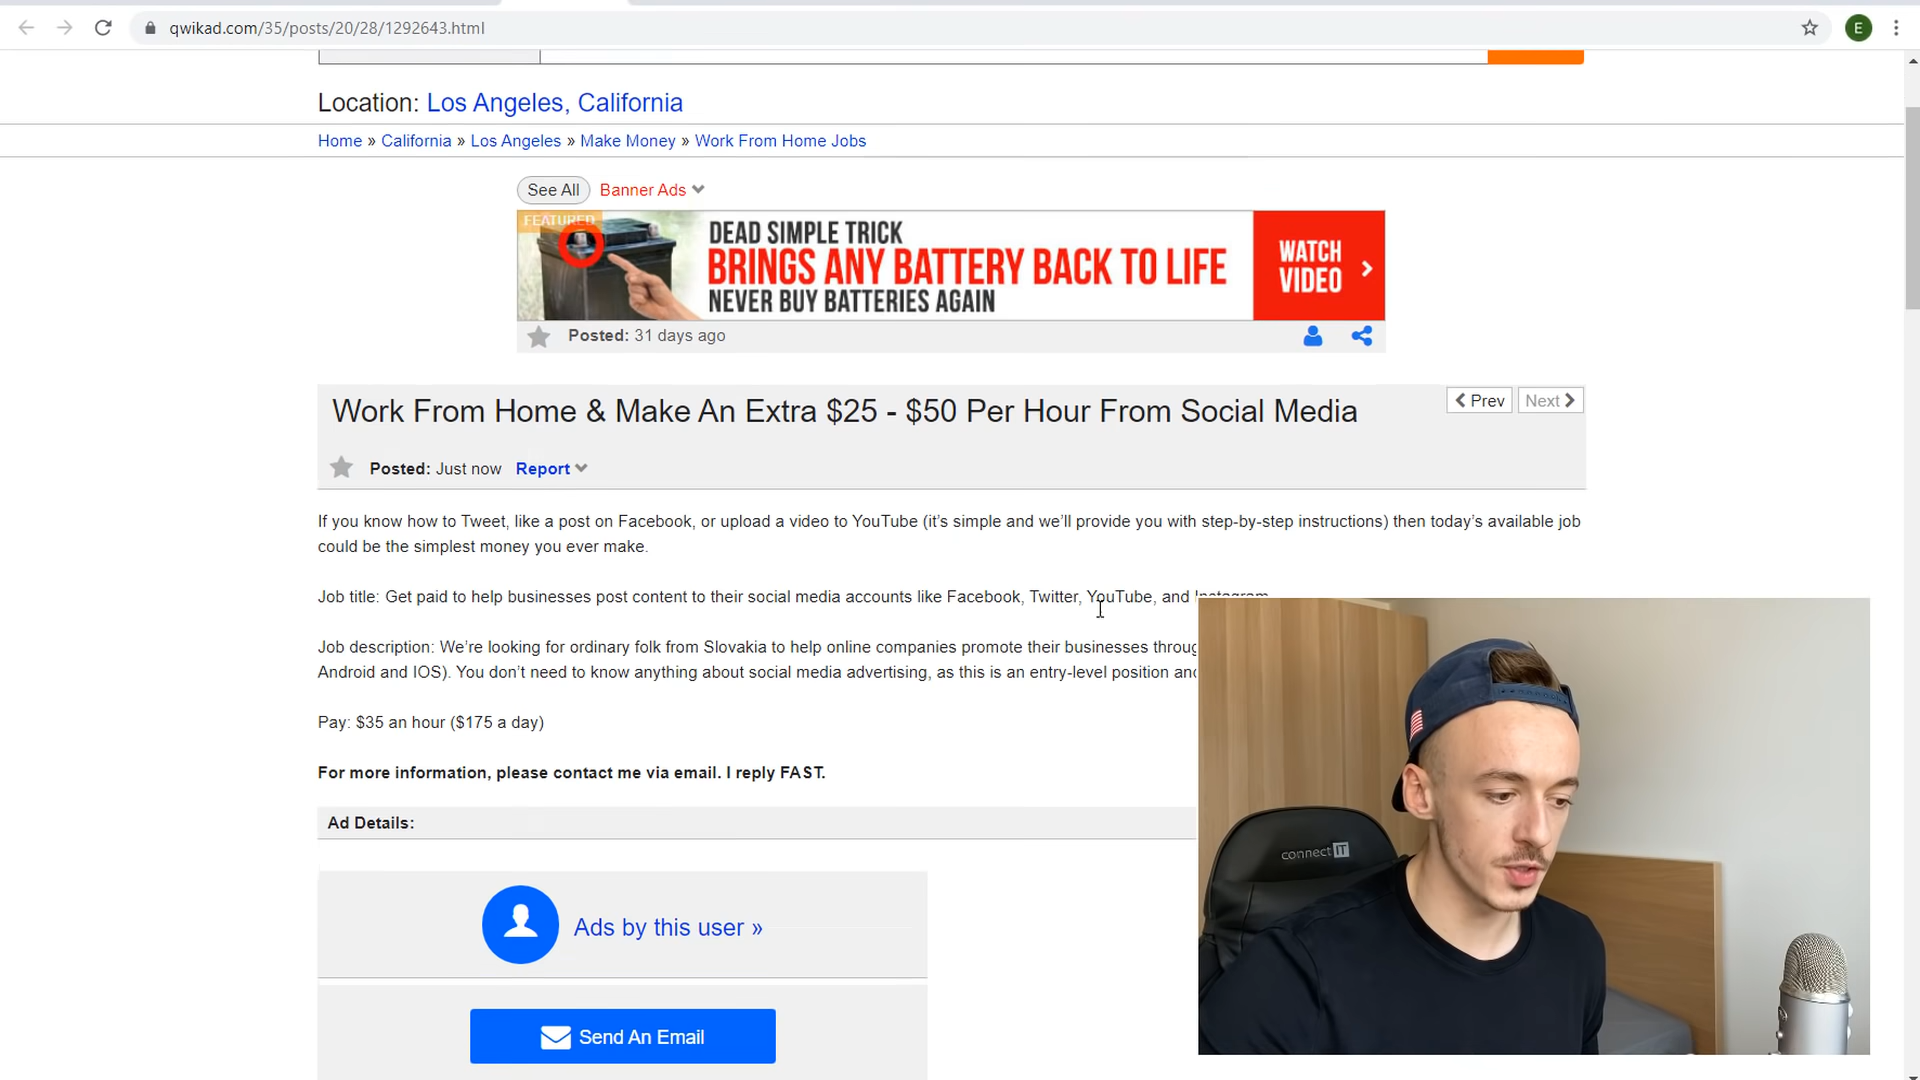 qwikad.com/35/posts/20/28/1292643.html
E
Location: Los Angeles, California
Home » California » Los Angeles » Make Money » Work From Home Jobs
See All Banner Ads
FEATURED
DEAD SIMPLE TRICK
BRINGS ANY BATTERY BACK TO LIFE
NEVER BUY BATTERIES AGAIN
WATCH
VIDEO
Posted: 31 days ago
Work From Home & Make An Extra $25 - $50 Per Hour From Social Media
Prev
Next
Posted: Just now Report
If you know how to Tweet, like a post on Facebook, or upload a video to YouTube (it’s simple and we’ll provide you with step-by-step instructions) then today’s available job
could be the simplest money you ever make.
Job title: Get paid to help businesses post content to their social media accounts like Facebook, Twitter, YouTube, and Instagram
Job description: We’re looking for ordinary folk from Slovakia to help online companies promote their businesses
Android and IOS). You don’t need to know anything about social media advertising, as this is an entry-level position
Pay: $35 an hour ($175 a day)
For more information, please contact me via email. I reply FAST.
Ad Details:
Ads by this user »
Send An Email
connect IT